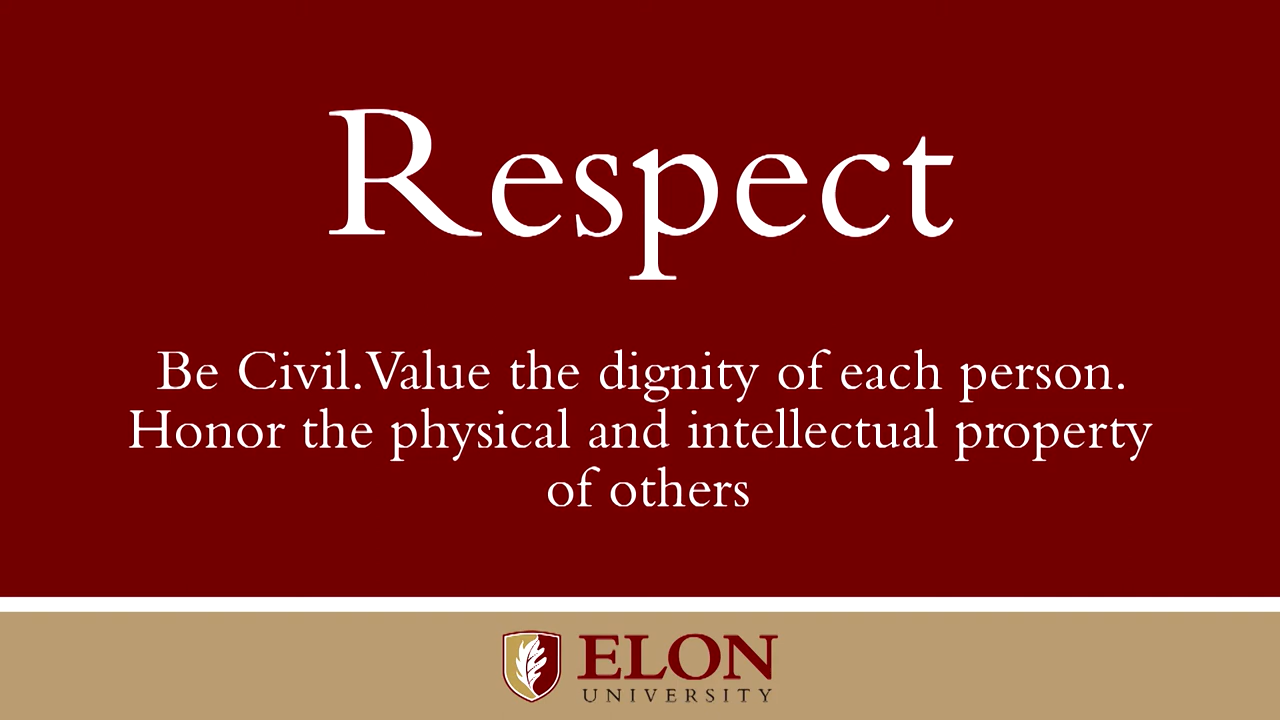 Respect
Be Civil. Value the dignity of each person.
Honor the physical and intellectual property
of others
ELON
UNIVERSITY